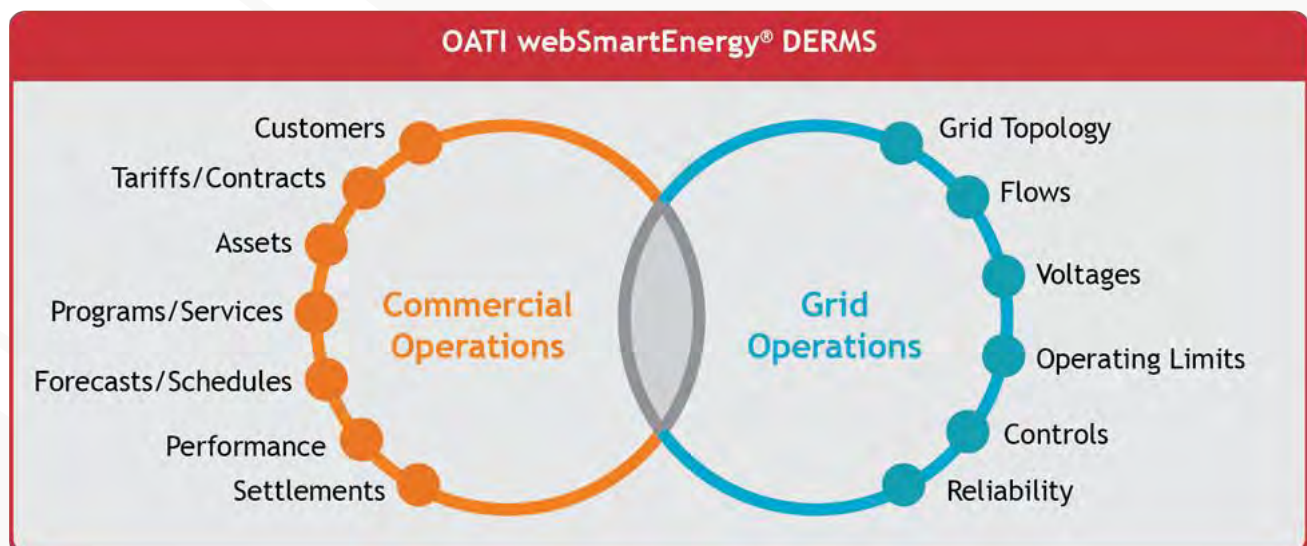 OATI webSmartEnergy® DERMS
Customers
Tariffs/Contracts
Assets
Programs/Services
Forecasts/Schedules
Performance
Settlements
Commercial
Operations
Grid
Operations
Grid Topology
Flows
Voltages
Operating Limits
Controls
Reliability